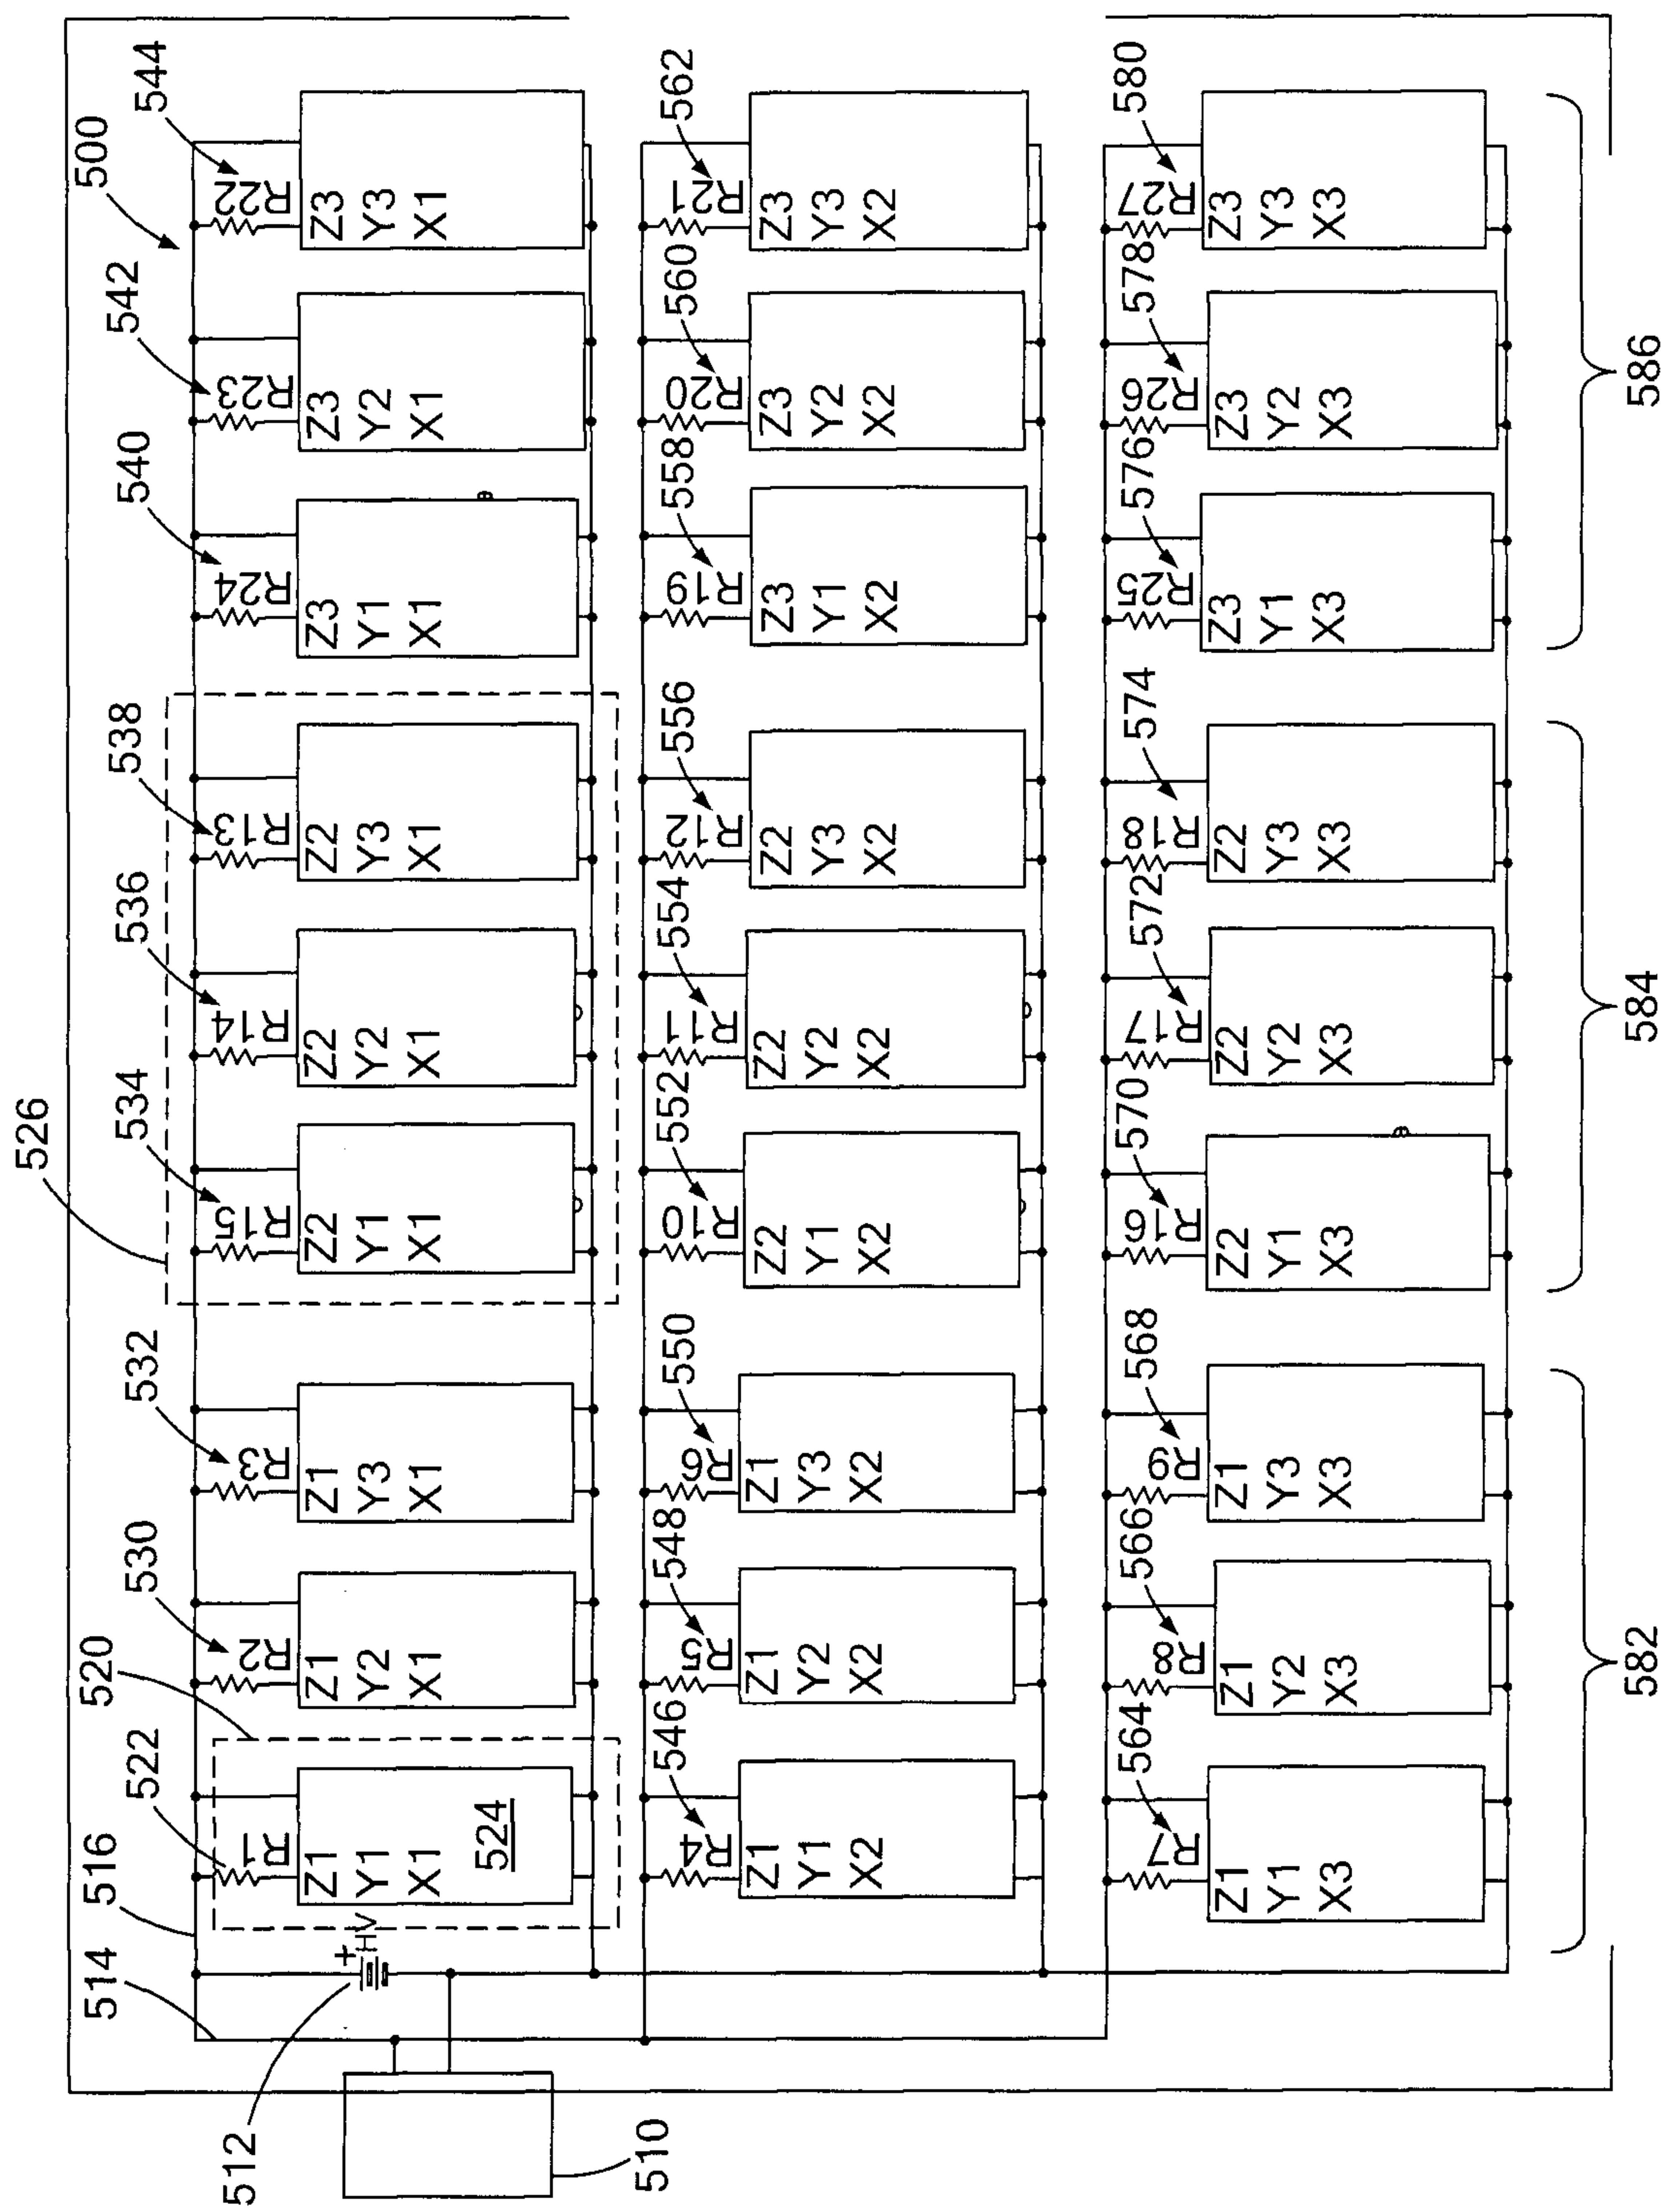 526
500
514
516
520
522
530
532
534
536
538
540
542
544
R1
R2
R3
R15
R14
R13
R24
R23
R22
Z1
Y1
X1
524
Z1
Y2
X1
Z1
Y3
X1
Z2
Y1
X1
Z2
Y2
X1
Z2
Y3
X1
Z3
Y1
X1
Z3
Y2
X1
Z3
Y3
X1
512
+
HV
510
546
548
550
552
554
556
558
560
562
R4
R5
R6
R10
R11
R12
R19
R20
R21
Z1
Y1
X2
Z1
Y2
X2
Z1
Y3
X2
Z2
Y1
X2
Z2
Y2
X2
Z2
Y3
X2
Z3
Y1
X2
Z3
Y2
X2
Z3
Y3
X2
564
566
568
570
572
574
576
578
580
R7
R8
R9
R16
R17
R18
R25
R26
R27
Z1
Y1
X3
Z1
Y2
X3
Z1
Y3
X3
Z2
Y1
X3
Z2
Y2
X3
Z2
Y3
X3
Z3
Y1
X3
Z3
Y2
X3
Z3
Y3
X3
582
584
586